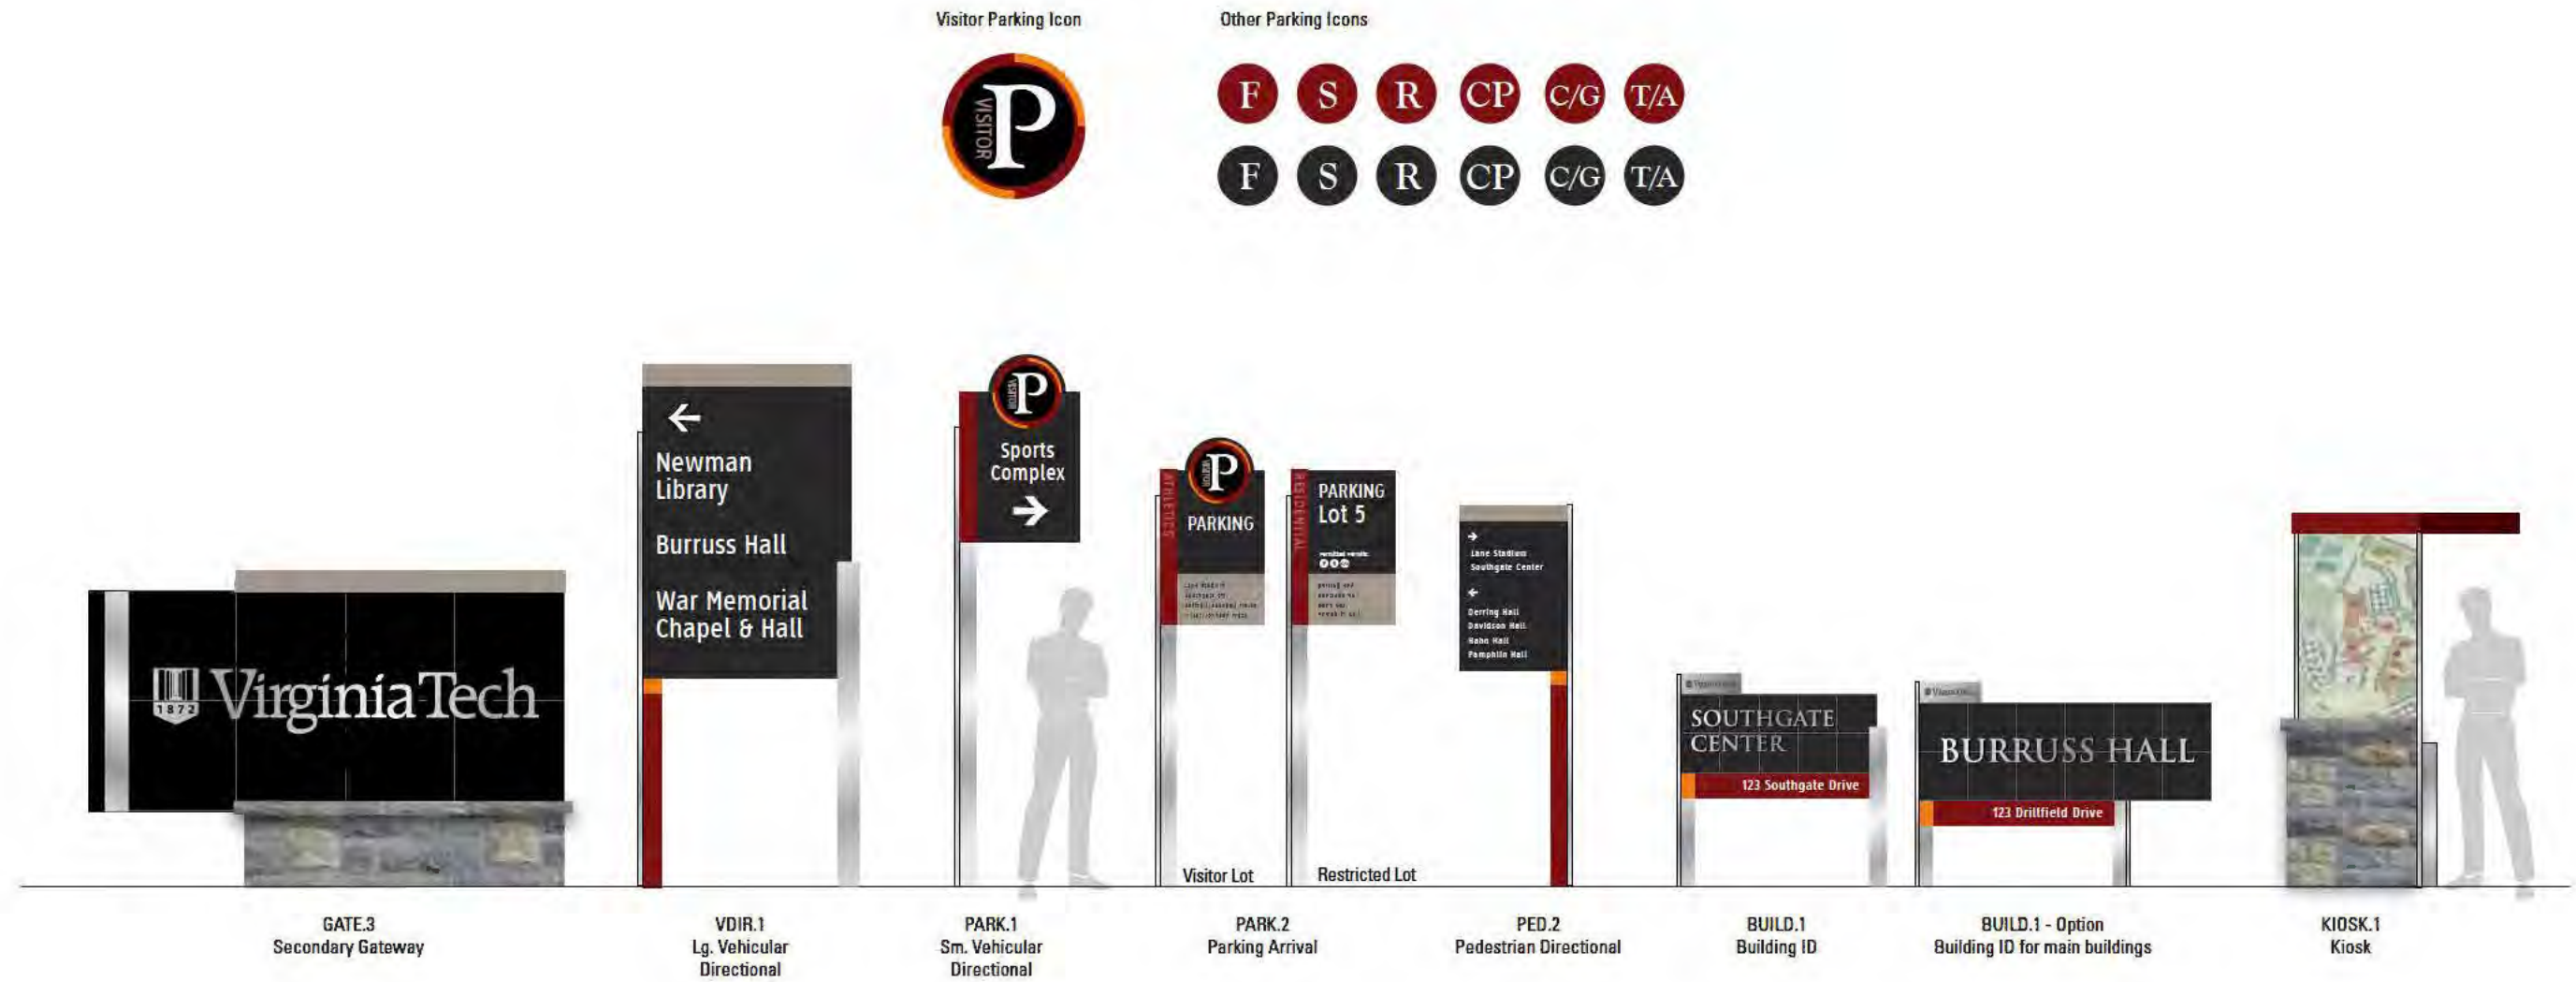 Visitor Parking Icon
Other Parking Icons
P
VISITOR
F S R CP C/G T/A
F S R CP C/G T/A
1872
Virginia Tech
←
Newman
Library
Burruss Hall
War Memorial
Chapel & Hall
P
VISITOR
Sports
Complex
→
ATHLETICS
P
VISITOR
PARKING
Visitor Lot
RESIDENTIAL
PARKING
Lot 5
Restricted Lot
→
Lane Stadium
Southgate Center
←
Derring Hall
Davidson Hall
Hahn Hall
Pamphlin Hall
SOUTHGATE
CENTER
123 Southgate Drive
BURRUSS HALL
123 Drillfield Drive
GATE.3
Secondary Gateway
VDIR.1
Lg. Vehicular
Directional
PARK.1
Sm. Vehicular
Directional
PARK.2
Parking Arrival
PED.2
Pedestrian Directional
BUILD.1
Building ID
BUILD.1 - Option
Building ID for main buildings
KIOSK.1
Kiosk